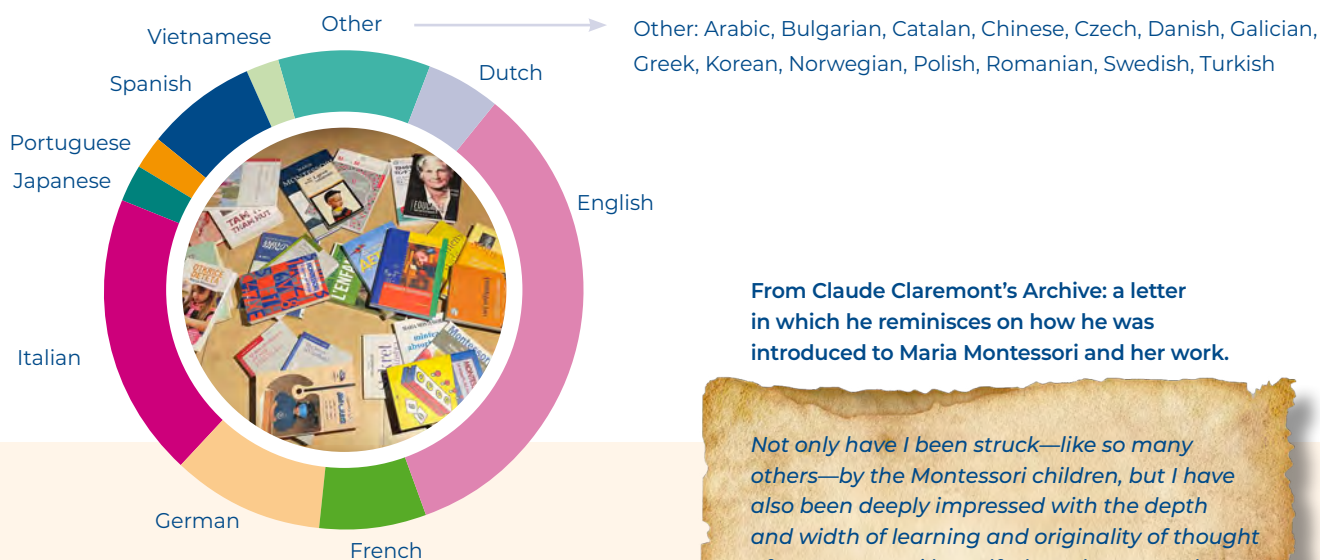 Other
Vietnamese
Spanish
Dutch
Portuguese
Japanese
English
Italian
German
French
Other: Arabic, Bulgarian, Catalan, Chinese, Czech, Danish, Galician,
Greek, Korean, Norwegian, Polish, Romanian, Swedish, Turkish
From Claude Claremont’s Archive: a letter
in which he reminisces on how he was
introduced to Maria Montessori and her work.
Not only have I been struck—like so many
others—by the Montessori children, but I have
also been deeply impressed with the depth
and width of learning and originality of thought